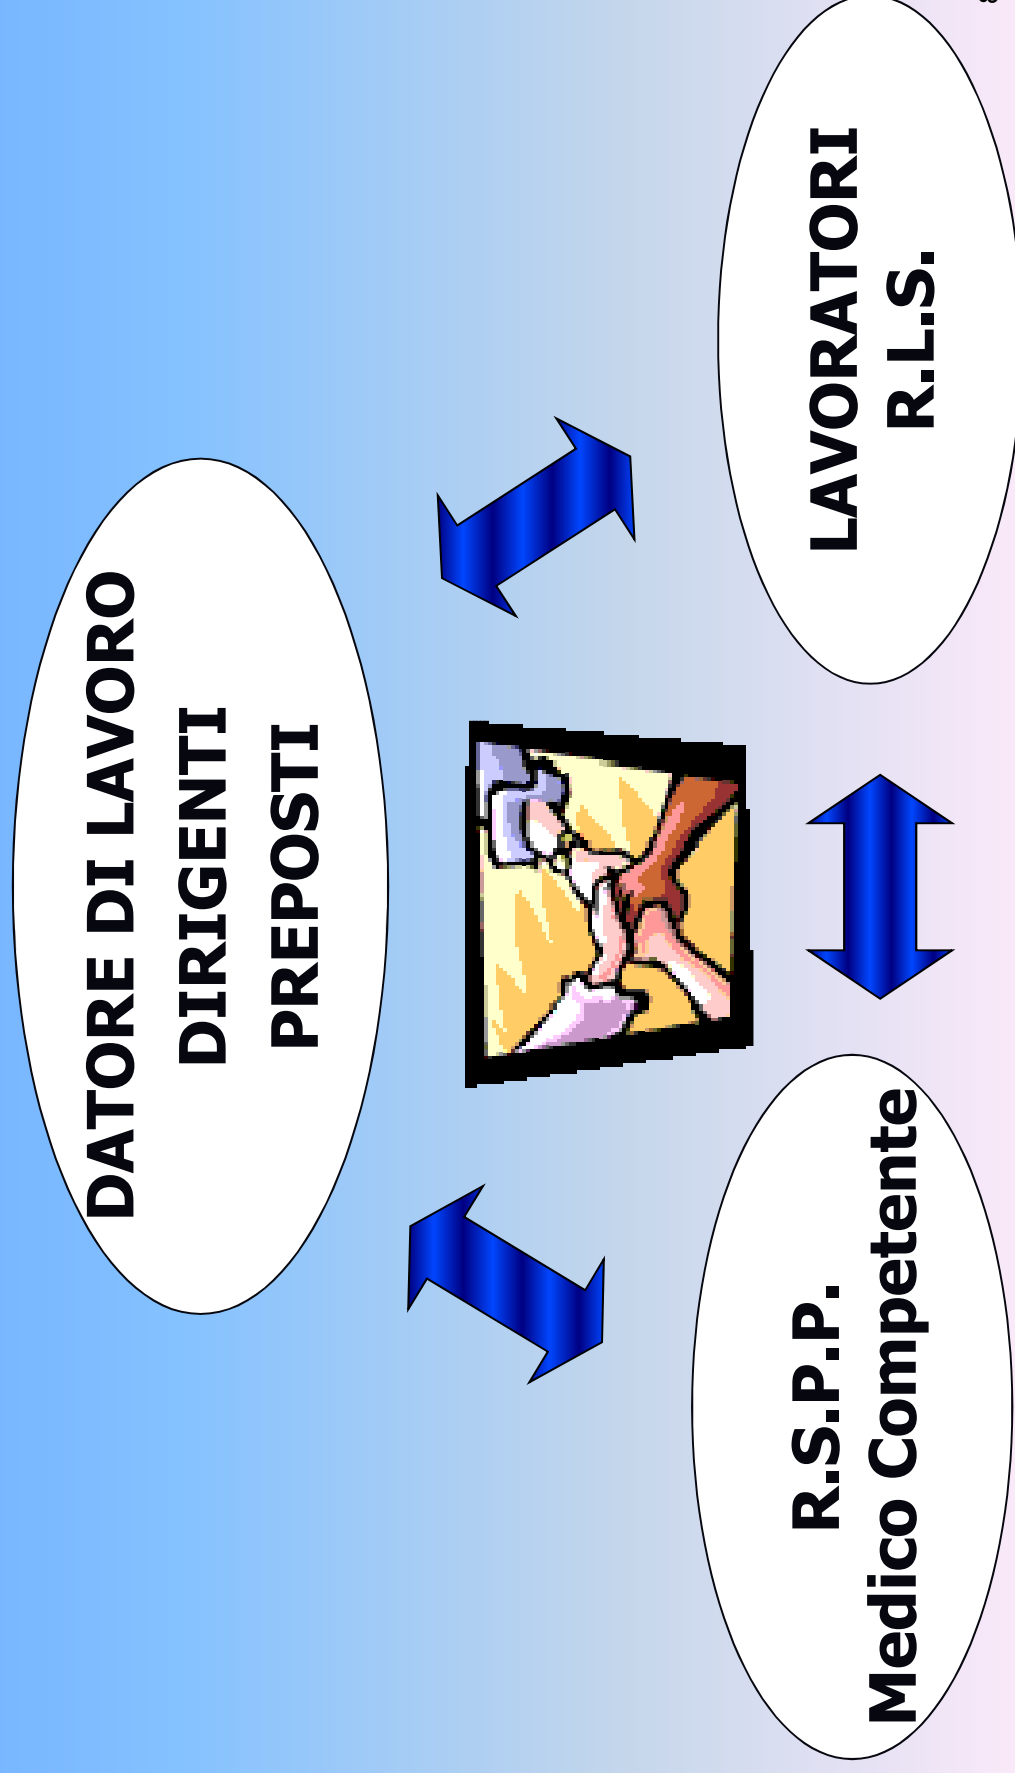 DATORE DI LAVORO
DIRIGENTI
PREPOSTI
R.S.P.P.
Medico Competente
LAVORATORI
R.L.S.